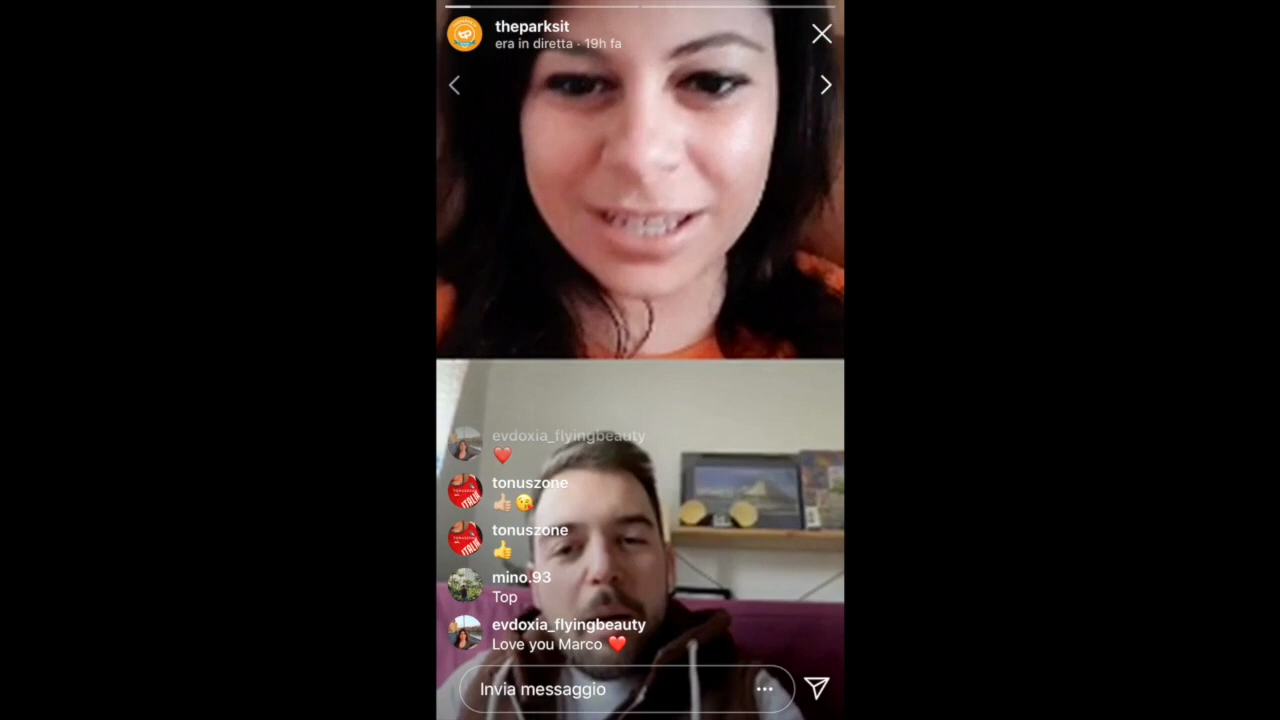 theparksit
era in diretta · 19h fa
evdoxia_flyingbeauty
❤️
tonuszone
👍🏼😘
tonuszone
👍
mino.93
Top
evdoxia_flyingbeauty
Love you Marco ❤️
Invia messaggio